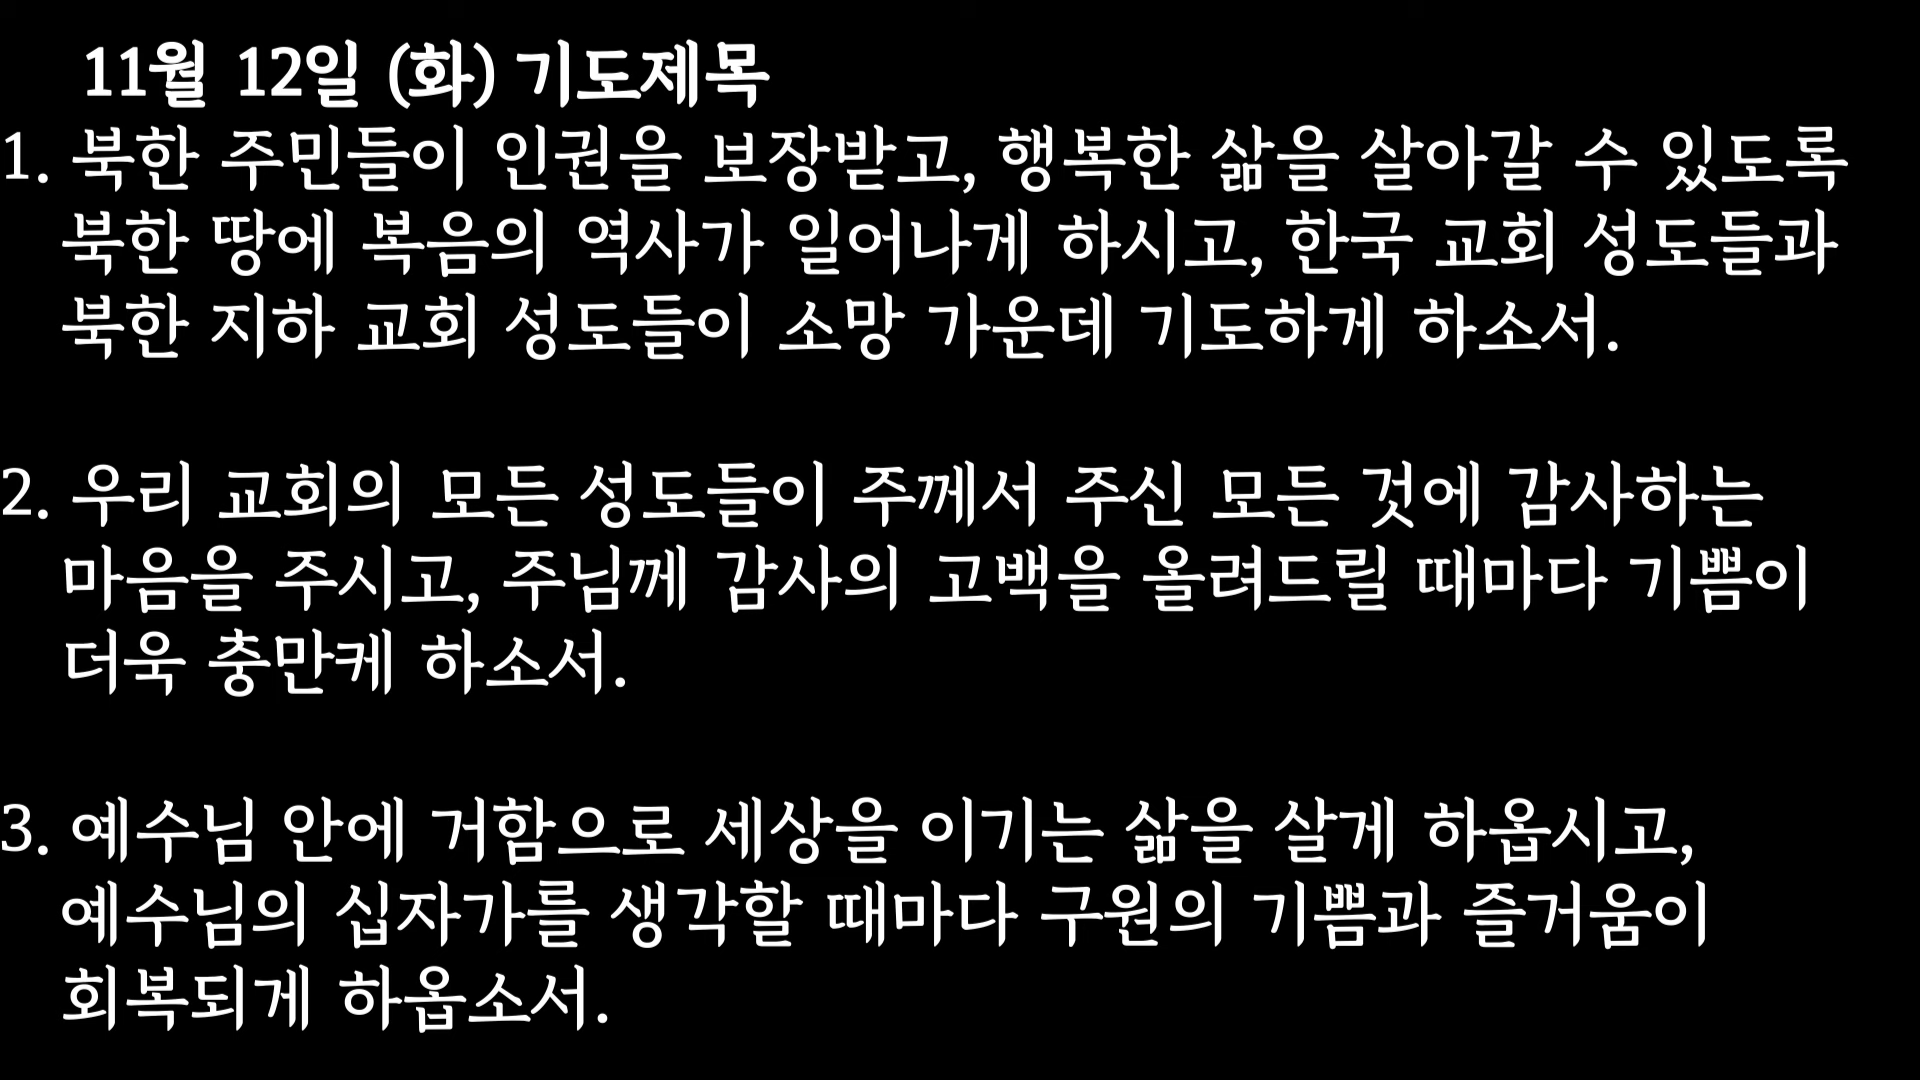 11월 12일 (화) 기도제목
1. 북한 주민들이 인권을 보장받고, 행복한 삶을 살아갈 수 있도록
북한 땅에 복음의 역사가 일어나게 하시고, 한국 교회 성도들과
북한 지하 교회 성도들이 소망 가운데 기도하게 하소서.
2. 우리 교회의 모든 성도들이 주께서 주신 모든 것에 감사하는
마음을 주시고, 주님께 감사의 고백을 올려드릴 때마다 기쁨이
더욱 충만케 하소서.
3. 예수님 안에 거함으로 세상을 이기는 삶을 살게 하옵시고,
예수님의 십자가를 생각할 때마다 구원의 기쁨과 즐거움이
회복되게 하옵소서.